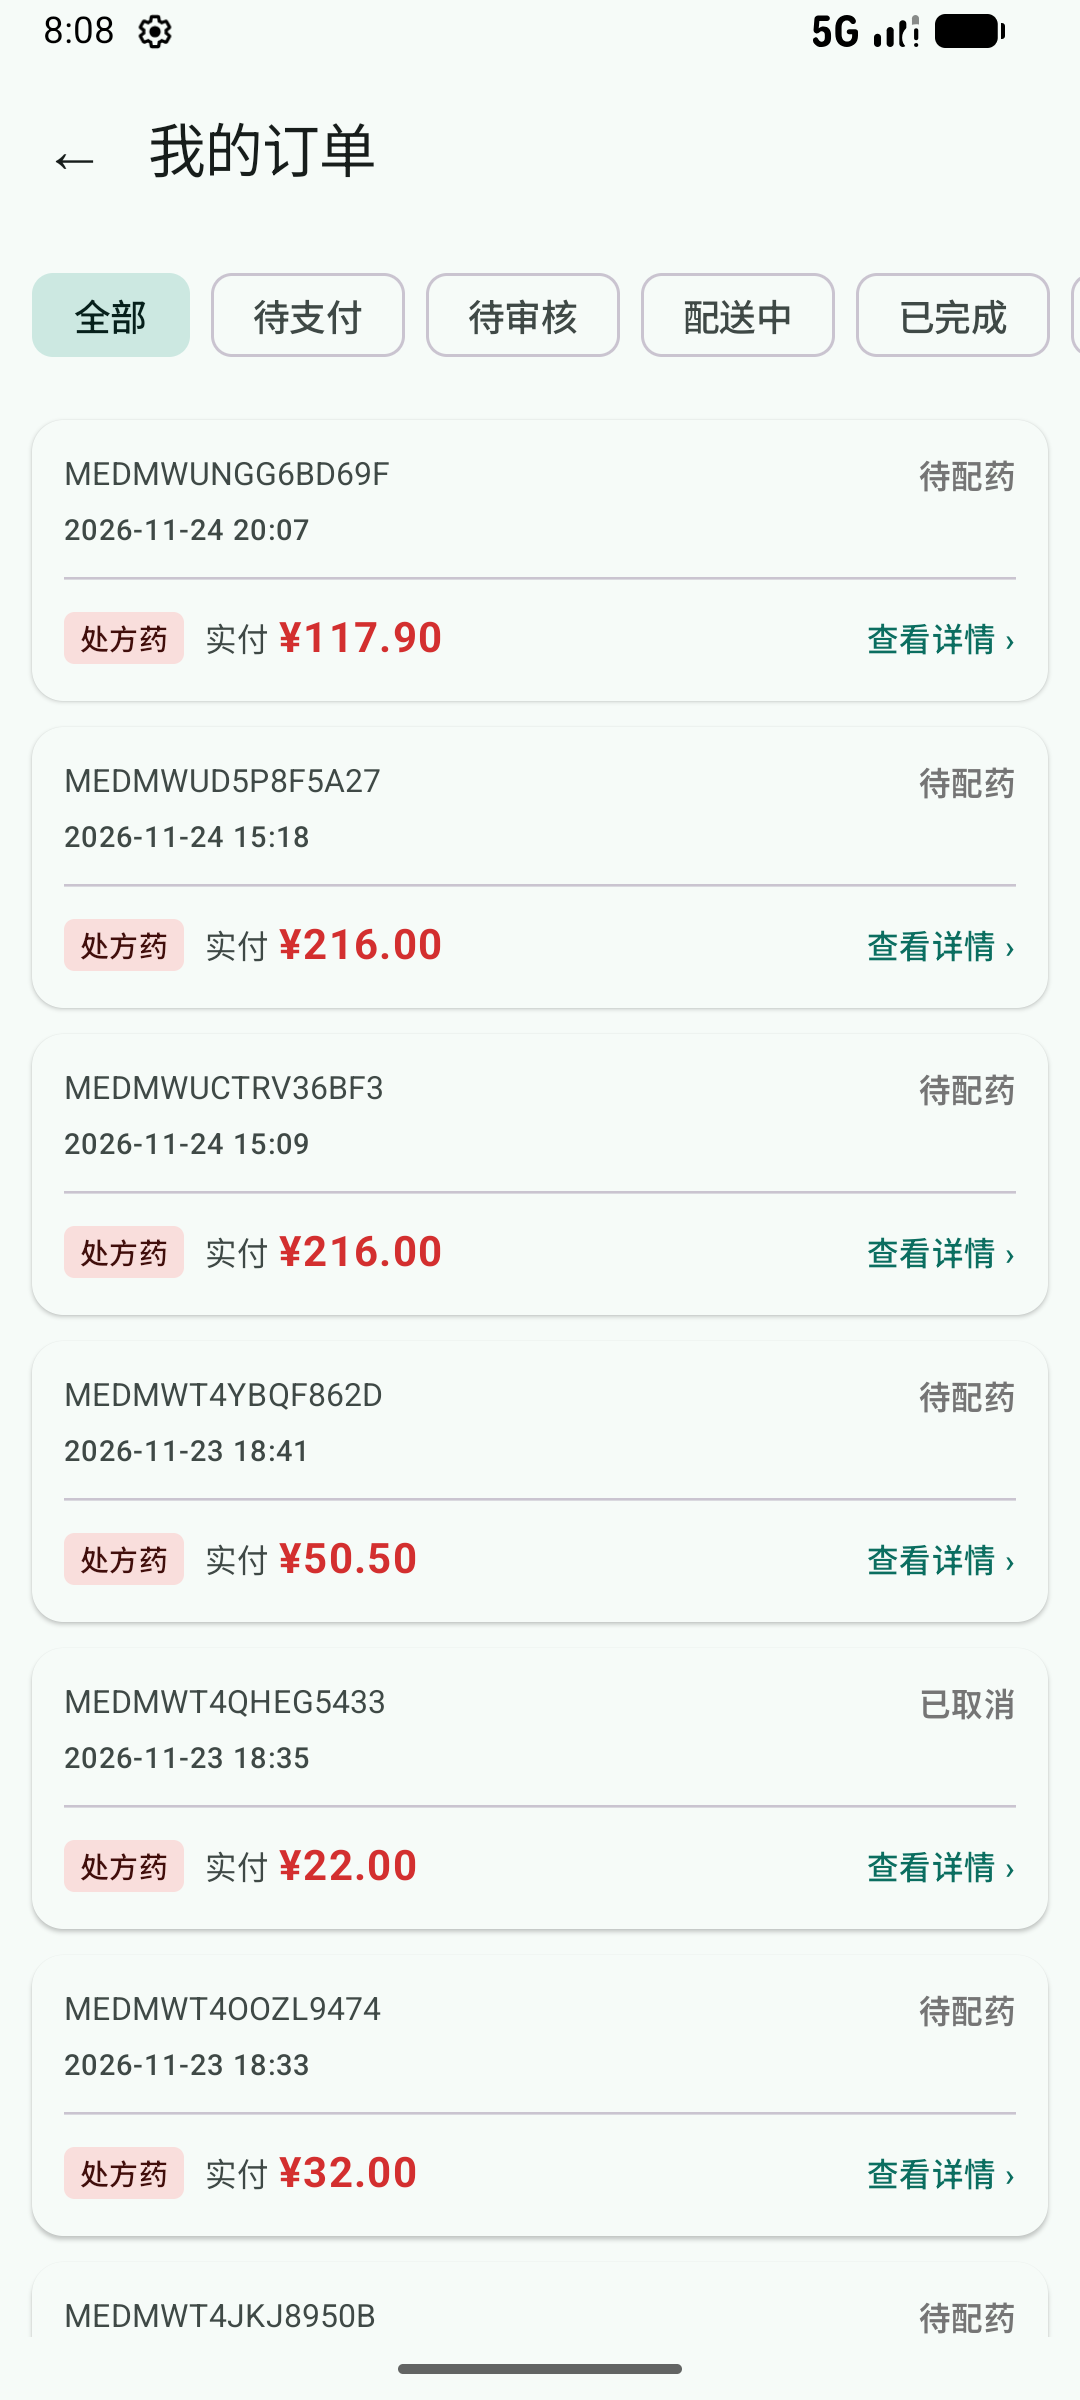 8:08 5G
← 我的订单
全部 待支付 待审核 配送中 已完成
MEDMWUNGG6BD69F 待配药
2026-11-24 20:07
处方药 实付 ¥117.90 查看详情 ›
MEDMWUD5P8F5A27 待配药
2026-11-24 15:18
处方药 实付 ¥216.00 查看详情 ›
MEDMWUCTRV36BF3 待配药
2026-11-24 15:09
处方药 实付 ¥216.00 查看详情 ›
MEDMWT4YBQF862D 待配药
2026-11-23 18:41
处方药 实付 ¥50.50 查看详情 ›
MEDMWT4QHEG5433 已取消
2026-11-23 18:35
处方药 实付 ¥22.00 查看详情 ›
MEDMWT4OOZL9474 待配药
2026-11-23 18:33
处方药 实付 ¥32.00 查看详情 ›
MEDMWT4JKJ8950B 待配药